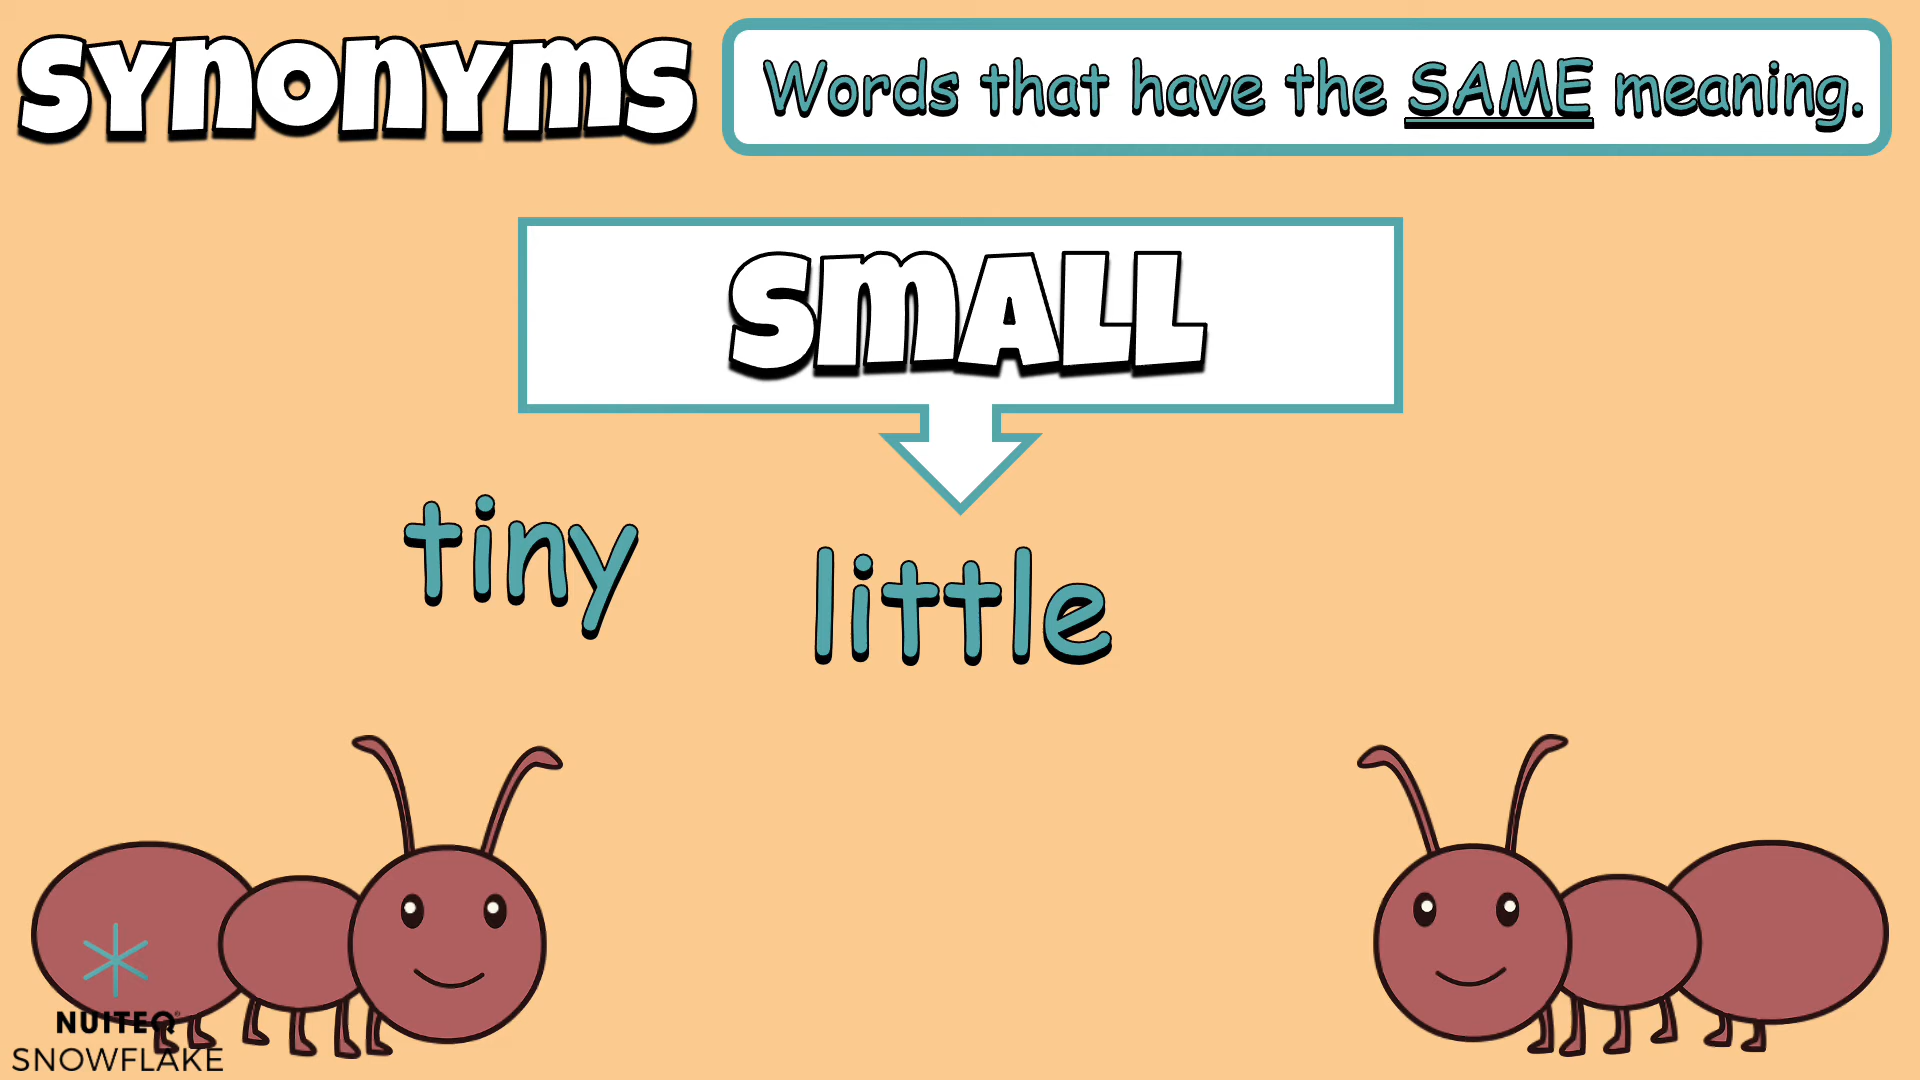 SYNONYMS
Words that have the SAME meaning.
SMALL
tiny
little
NUITEQ®
SNOWFLAKE